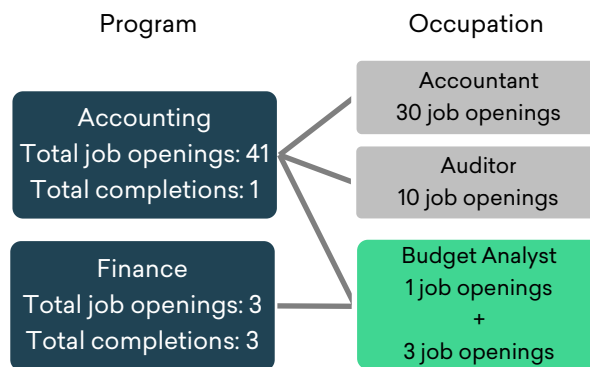 Program
Occupation
Accounting
Total job openings: 41
Total completions: 1
Finance
Total job openings: 3
Total completions: 3
Accountant
30 job openings
Auditor
10 job openings
Budget Analyst
1 job openings
+
3 job openings